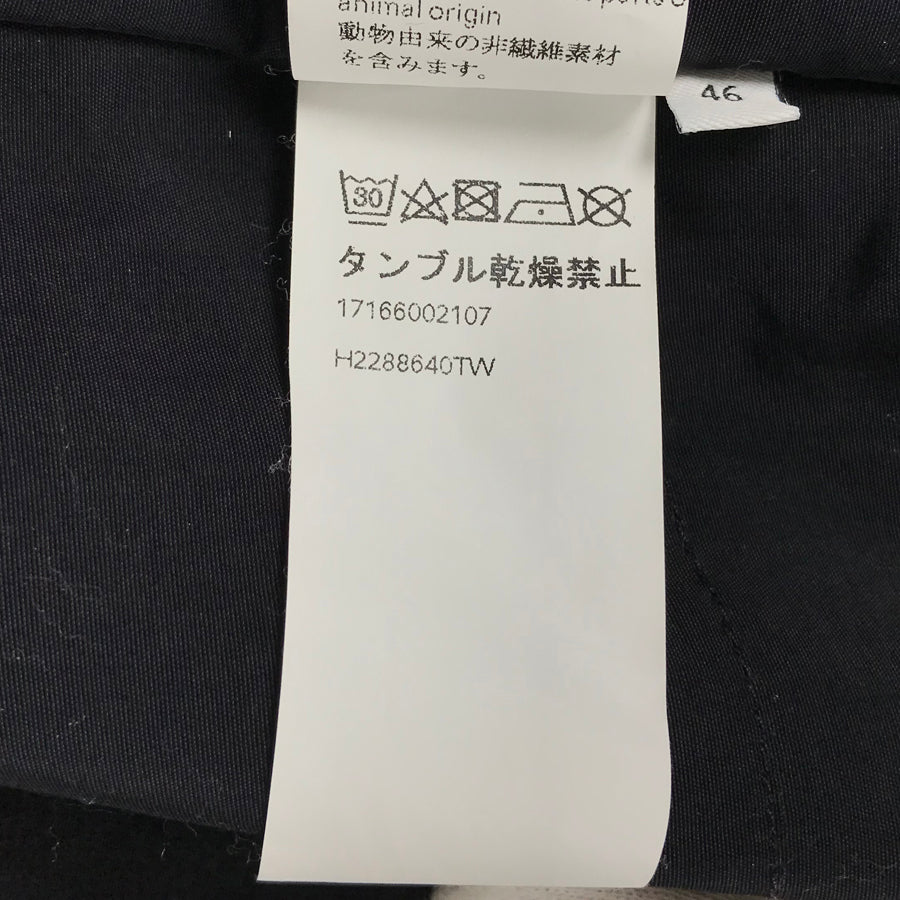 animal origin
動物由来の非繊維素材
を含みます。
46
30
タンブル乾燥禁止
17166002107
H2288640TW